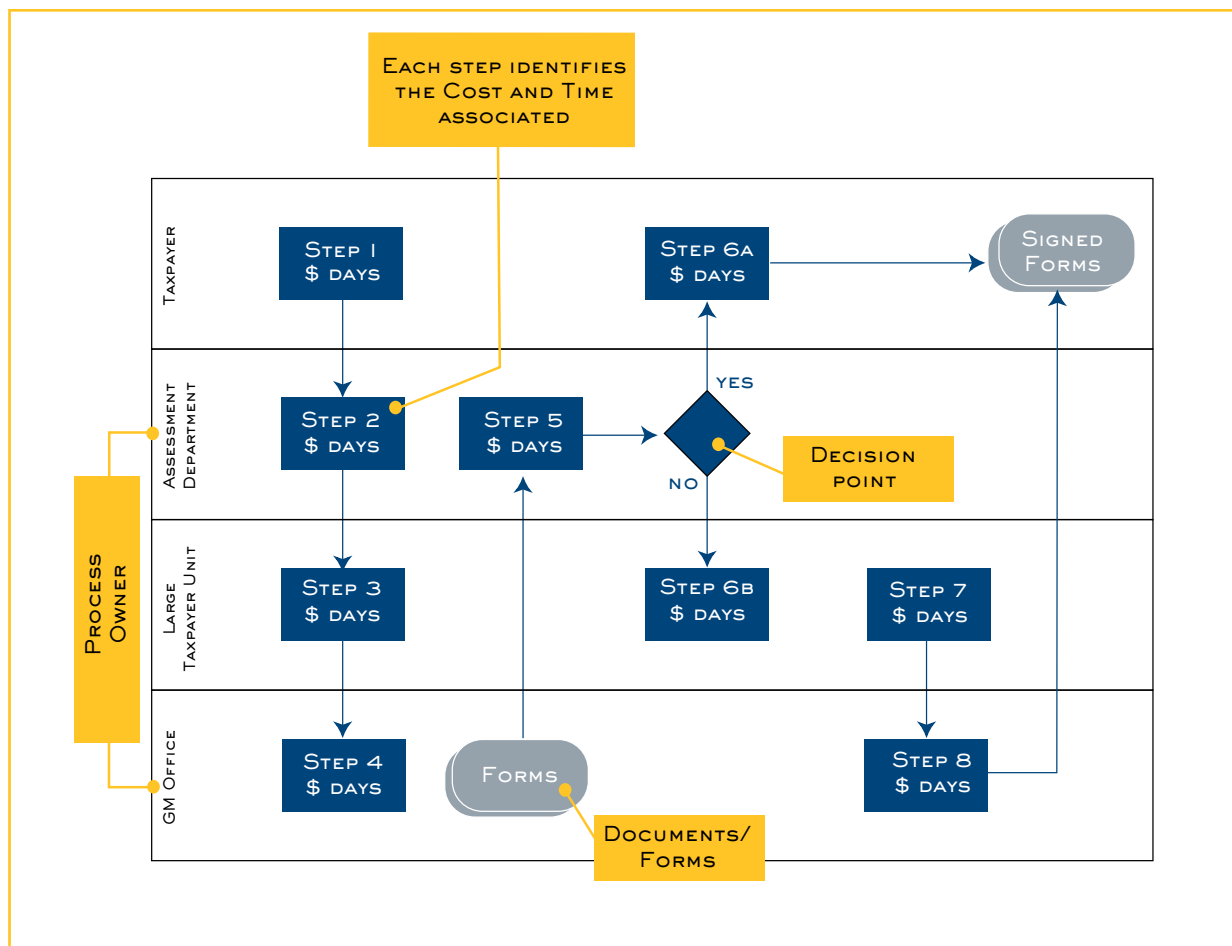 Each step identifies
the Cost and Time
associated
Taxpayer
Step 1
$ days
Step 6a
$ days
Signed
Forms
Assessment
Department
Step 2
$ days
Step 5
$ days
yes
no
Decision
point
Process
Owner
Large
Taxpayer Unit
Step 3
$ days
Step 6b
$ days
Step 7
$ days
GM Office
Step 4
$ days
Forms
Step 8
$ days
Documents/
Forms